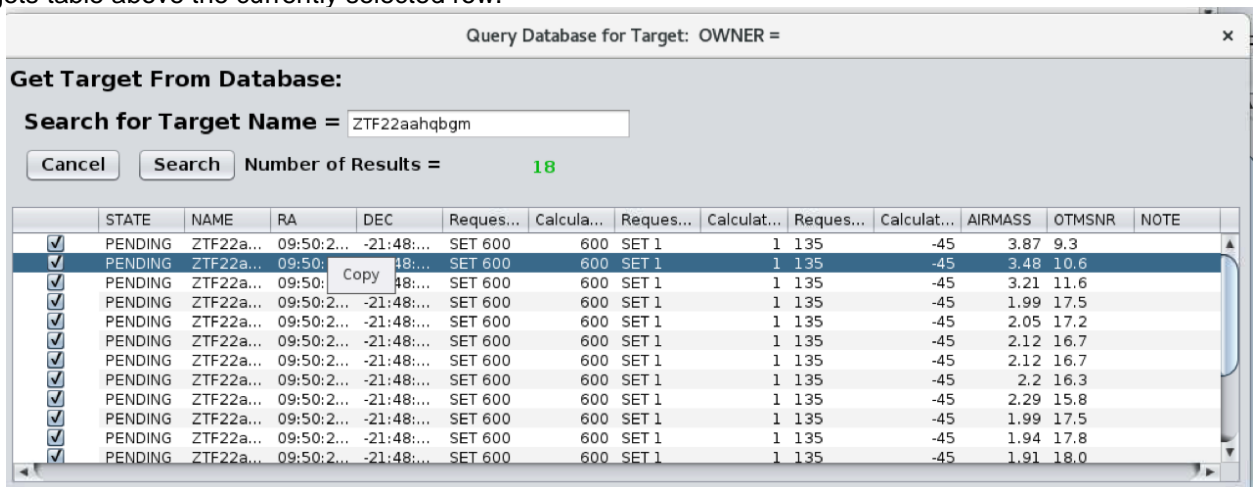 gets table above the currently selected row.
Query Database for Target: OWNER = ×
Get Target From Database:
Search for Target Name = ZTF22aahqbgm
Cancel Search Number of Results = 18
STATE NAME RA DEC Reques... Calcula... Reques... Calculat... Reques... Calculat... AIRMASS OTMSNR NOTE
PENDING ZTF22a... 09:50:2... -21:48:... SET 600 600 SET 1 1 135 -45 3.87 9.3
PENDING ZTF22a... 09:50: 48:... SET 600 600 SET 1 1 135 -45 3.48 10.6
Copy
PENDING ZTF22a... 09:50: 48:... SET 600 600 SET 1 1 135 -45 3.21 11.6
PENDING ZTF22a... 09:50:2... -21:48:... SET 600 600 SET 1 1 135 -45 1.99 17.5
PENDING ZTF22a... 09:50:2... -21:48:... SET 600 600 SET 1 1 135 -45 2.05 17.2
PENDING ZTF22a... 09:50:2... -21:48:... SET 600 600 SET 1 1 135 -45 2.12 16.7
PENDING ZTF22a... 09:50:2... -21:48:... SET 600 600 SET 1 1 135 -45 2.12 16.7
PENDING ZTF22a... 09:50:2... -21:48:... SET 600 600 SET 1 1 135 -45 2.2 16.3
PENDING ZTF22a... 09:50:2... -21:48:... SET 600 600 SET 1 1 135 -45 2.29 15.8
PENDING ZTF22a... 09:50:2... -21:48:... SET 600 600 SET 1 1 135 -45 1.99 17.5
PENDING ZTF22a... 09:50:2... -21:48:... SET 600 600 SET 1 1 135 -45 1.94 17.8
PENDING ZTF22a... 09:50:2... -21:48:... SET 600 600 SET 1 1 135 -45 1.91 18.0